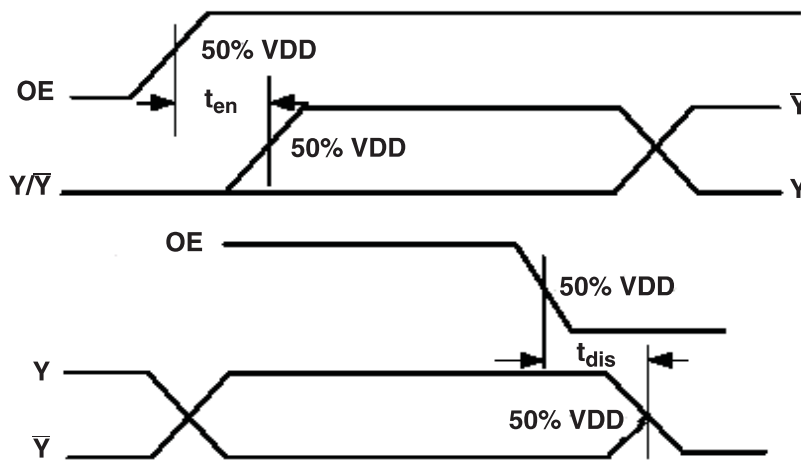 50% VDD
OE
t_en
Y̅
50% VDD
Y/Y̅
Y
OE
50% VDD
t_dis
Y
50% VDD
Y̅